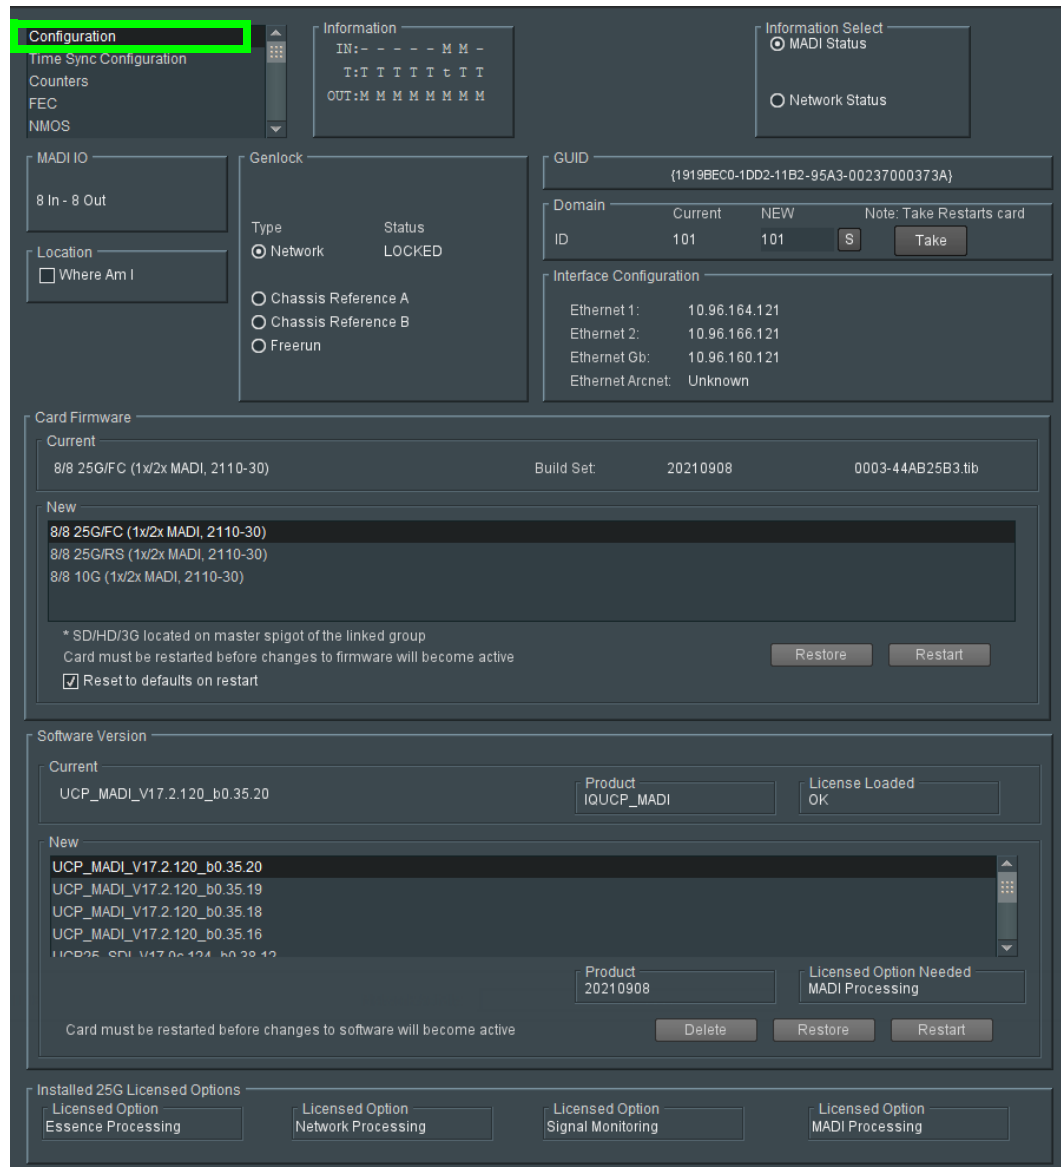 Configuration
Time Sync Configuration
Counters
FEC
NMOS
Information
IN:- - - - - M M -
T:T T T T T t T T
OUT:M M M M M M M M
Information Select
MADI Status
Network Status
MADI IO
8 In - 8 Out
Location
Where Am I
Genlock
Type Status
Network LOCKED
Chassis Reference A
Chassis Reference B
Freerun
GUID
{1919BEC0-1DD2-11B2-95A3-00237000373A}
Domain Current NEW Note: Take Restarts card
ID 101 101 S Take
Interface Configuration
Ethernet 1: 10.96.164.121
Ethernet 2: 10.96.166.121
Ethernet Gb: 10.96.160.121
Ethernet Arcnet: Unknown
Card Firmware
Current
8/8 25G/FC (1x/2x MADI, 2110-30) Build Set: 20210908 0003-44AB25B3.tib
New
8/8 25G/FC (1x/2x MADI, 2110-30)
8/8 25G/RS (1x/2x MADI, 2110-30)
8/8 10G (1x/2x MADI, 2110-30)
* SD/HD/3G located on master spigot of the linked group
Card must be restarted before changes to firmware will become active
Restore Restart
Reset to defaults on restart
Software Version
Current
UCP_MADI_V17.2.120_b0.35.20
Product
IQUCP_MADI
License Loaded
OK
New
UCP_MADI_V17.2.120_b0.35.20
UCP_MADI_V17.2.120_b0.35.19
UCP_MADI_V17.2.120_b0.35.18
UCP_MADI_V17.2.120_b0.35.16
UCP25_SDI_V17.0c.124_b0.38.12
Product
20210908
Licensed Option Needed
MADI Processing
Card must be restarted before changes to software will become active
Delete Restore Restart
Installed 25G Licensed Options
Licensed Option
Essence Processing
Licensed Option
Network Processing
Licensed Option
Signal Monitoring
Licensed Option
MADI Processing